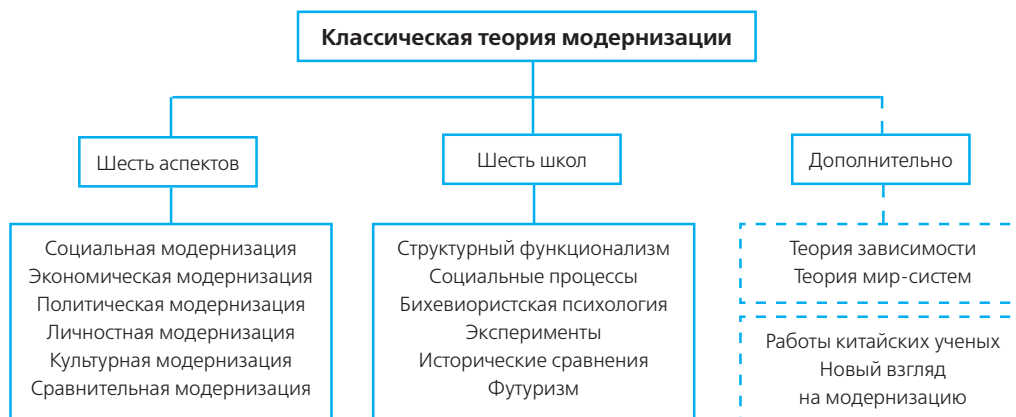 Классическая теория модернизации
Шесть аспектов
Шесть школ
Дополнительно
Социальная модернизация
Экономическая модернизация
Политическая модернизация
Личностная модернизация
Культурная модернизация
Сравнительная модернизация
Структурный функционализм
Социальные процессы
Бихевиористская психология
Эксперименты
Исторические сравнения
Футуризм
Теория зависимости
Теория мир-систем
Работы китайских ученых
Новый взгляд
на модернизацию